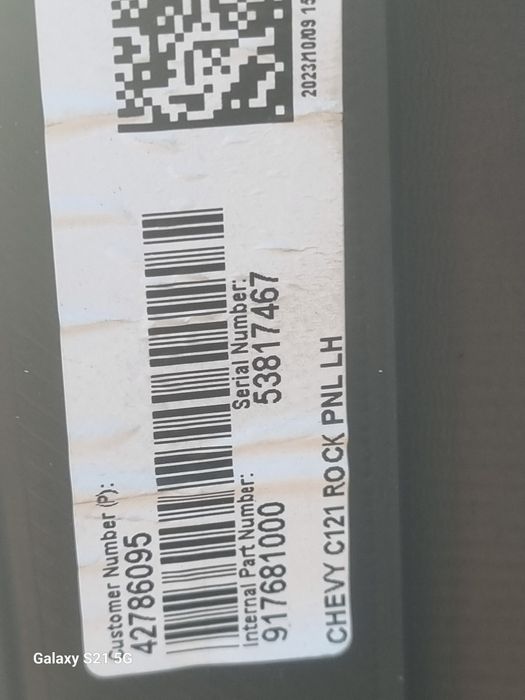 Customer Number (P):
42786095
Internal Part Number:
917681000
Serial Number:
53817467
CHEVY C121 ROCK PNL LH
2023/10/09 15
Galaxy S21 5G